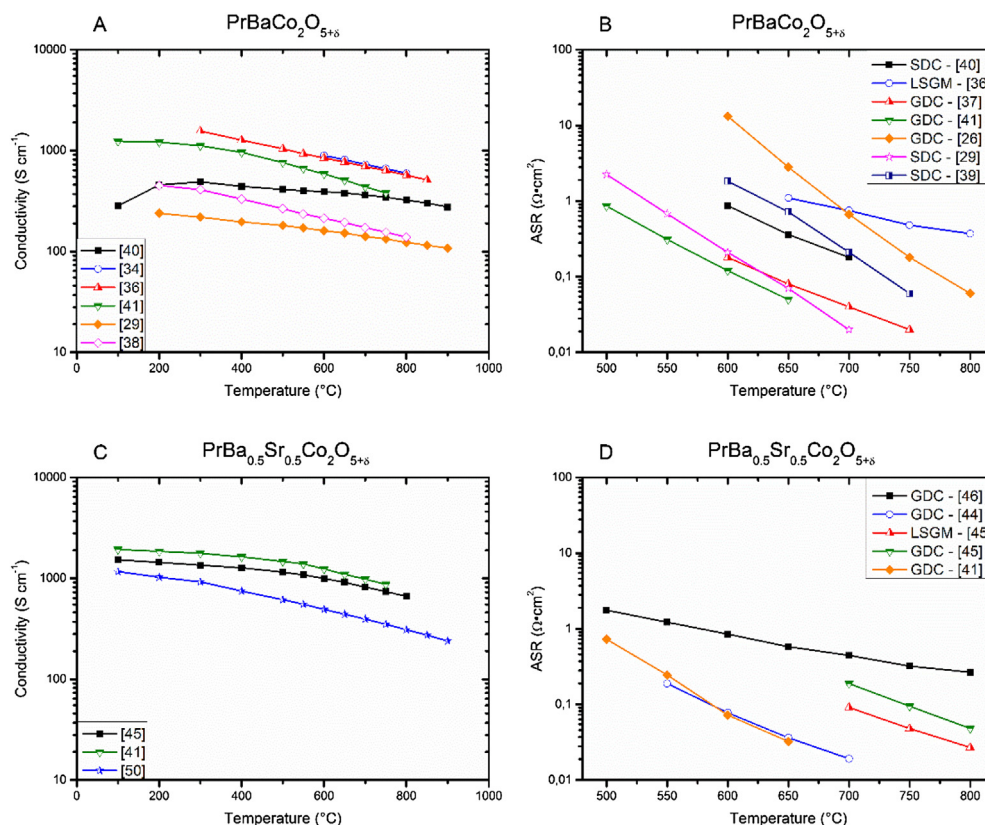 A
PrBaCo₂O₅₊δ
Conductivity (S cm⁻¹)
10000
1000
100
10
[40]
[34]
[36]
[41]
[29]
[38]
0 200 400 600 800 1000
Temperature (°C)
B
PrBaCo₂O₅₊δ
ASR (Ω•cm²)
100
10
1
0,1
0,01
SDC - [40]
LSGM - [36
GDC - [37]
GDC - [41]
GDC - [26]
SDC - [29]
SDC - [39]
500 550 600 650 700 750 800
Temperature (°C)
C
PrBa₀.₅Sr₀.₅Co₂O₅₊δ
Conductivity (S cm⁻¹)
10000
1000
100
10
[45]
[41]
[50]
0 200 400 600 800 1000
Temperature (°C)
D
PrBa₀.₅Sr₀.₅Co₂O₅₊δ
ASR (Ω•cm²)
100
10
1
0,1
0,01
GDC - [46]
GDC - [44]
LSGM - [45
GDC - [45]
GDC - [41]
500 550 600 650 700 750 800
Temperature (°C)